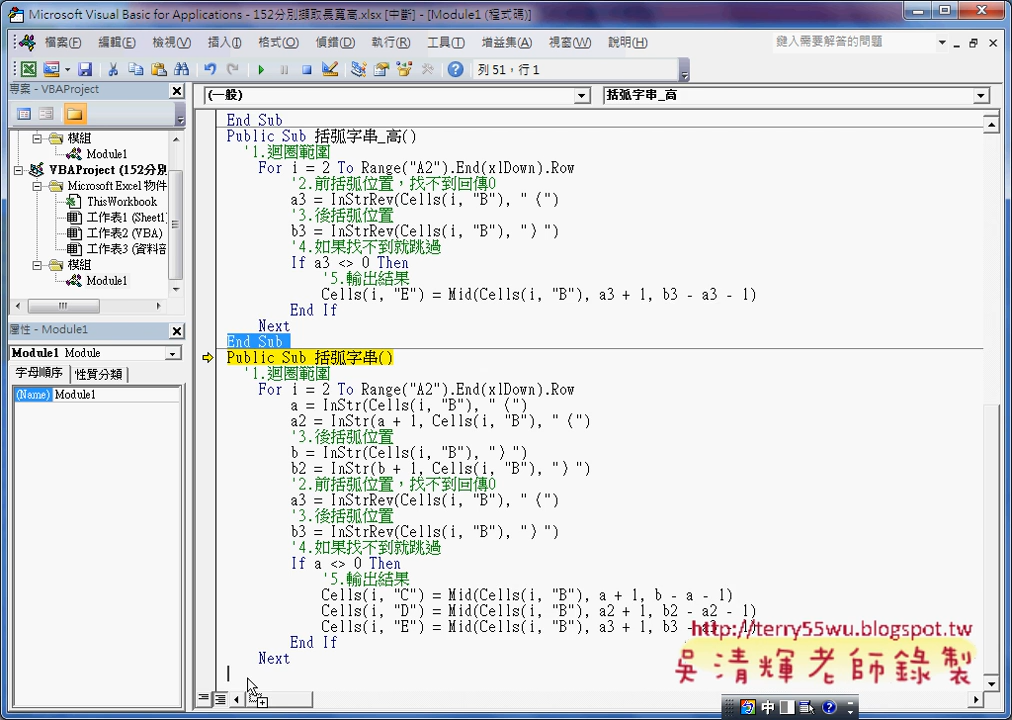 Microsoft Visual Basic for Applications - 152分別擷取長寬高.xlsx [中斷] - [Module1 (程式碼)]
檔案(F) 編輯(E) 檢視(V) 插入(I) 格式(O) 偵錯(D) 執行(R) 工具(T) 增益集(A) 視窗(W) 說明(H) 鍵入需要解答的問題
列 51，行 1
專案 - VBAProject
模組
Module1
VBAProject (152分別
Microsoft Excel 物件
ThisWorkbook
工作表1 (Sheet1
工作表2 (VBA)
工作表3 (資料
模組
Module1
屬性 - Module1
Module1 Module
字母順序 性質分類
(Name) Module1
(一般) 括弧字串_高
End Sub
Public Sub 括弧字串_高()
'1.迴圈範圍
For i = 2 To Range("A2").End(xlDown).Row
'2.前括弧位置，找不到回傳0
a3 = InStrRev(Cells(i, "B"), "（")
'3.後括弧位置
b3 = InStrRev(Cells(i, "B"), "）")
'4.如果找不到就跳過
If a3 <> 0 Then
'5.輸出結果
Cells(i, "E") = Mid(Cells(i, "B"), a3 + 1, b3 - a3 - 1)
End If
Next
End Sub
Public Sub 括弧字串()
'1.迴圈範圍
For i = 2 To Range("A2").End(xlDown).Row
a = InStr(Cells(i, "B"), "（")
a2 = InStr(a + 1, Cells(i, "B"), "（")
'3.後括弧位置
b = InStr(Cells(i, "B"), "）")
b2 = InStr(b + 1, Cells(i, "B"), "）")
'2.前括弧位置，找不到回傳0
a3 = InStrRev(Cells(i, "B"), "（")
'3.後括弧位置
b3 = InStrRev(Cells(i, "B"), "）")
'4.如果找不到就跳過
If a <> 0 Then
'5.輸出結果
Cells(i, "C") = Mid(Cells(i, "B"), a + 1, b - a - 1)
Cells(i, "D") = Mid(Cells(i, "B"), a2 + 1, b2 - a2 - 1)
Cells(i, "E") = Mid(Cells(i, "B"), a3 + 1, b3 - a3 - 1)
End If
Next
http://terry55wu.blogspot.tw
吳清輝老師錄製
中